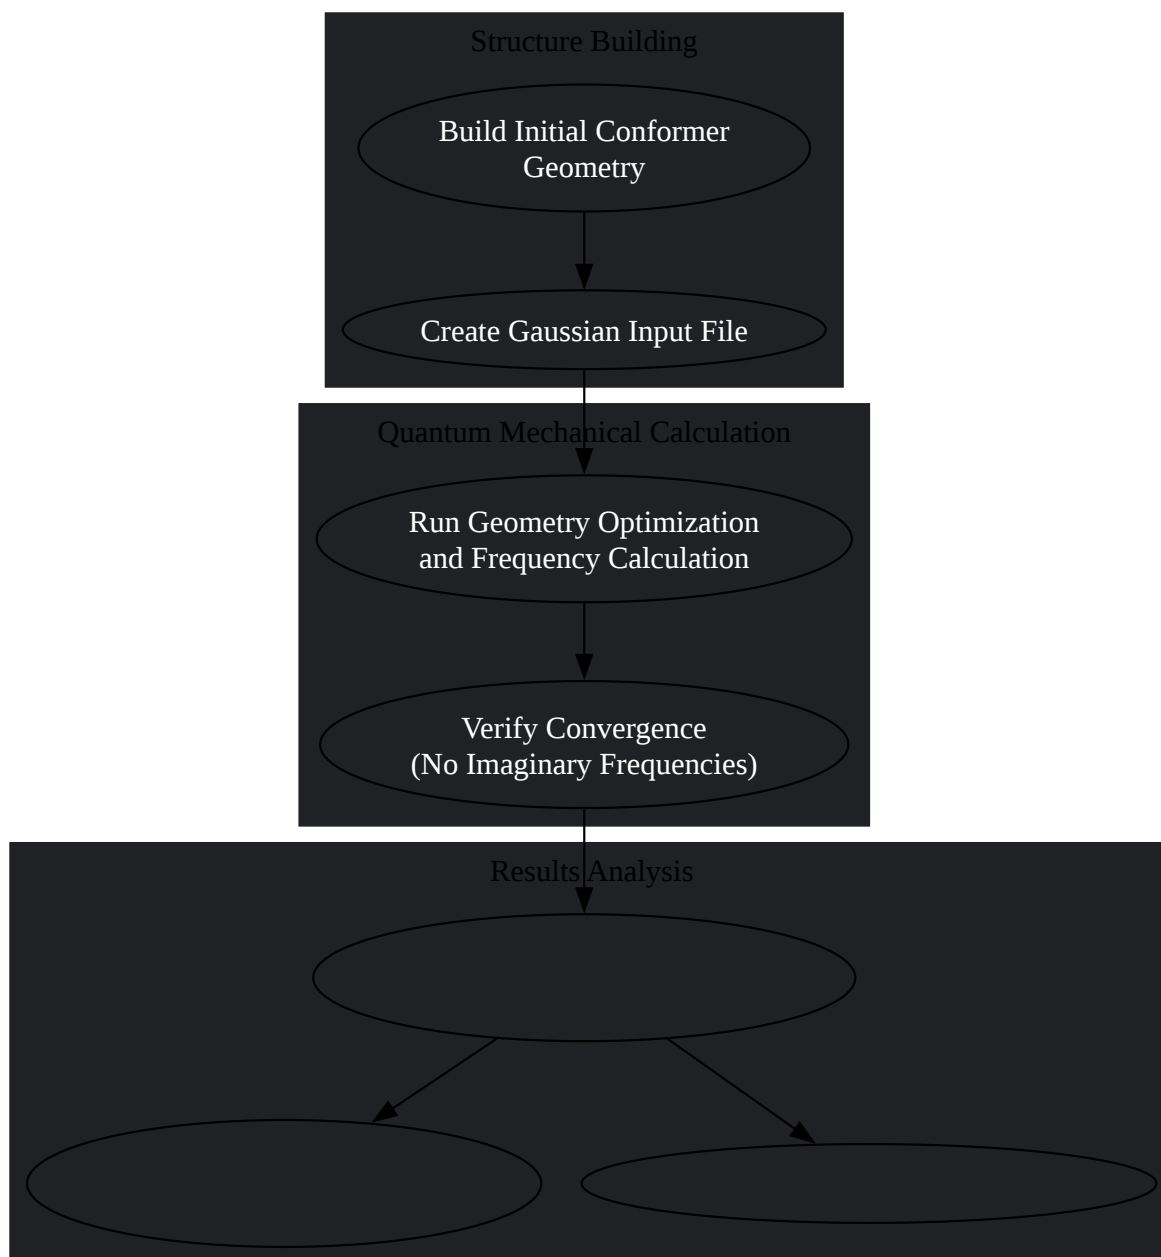 Structure Building
Build Initial Conformer
Geometry
Create Gaussian Input File
Quantum Mechanical Calculation
Run Geometry Optimization
and Frequency Calculation
Verify Convergence
(No Imaginary Frequencies)
Results Analysis